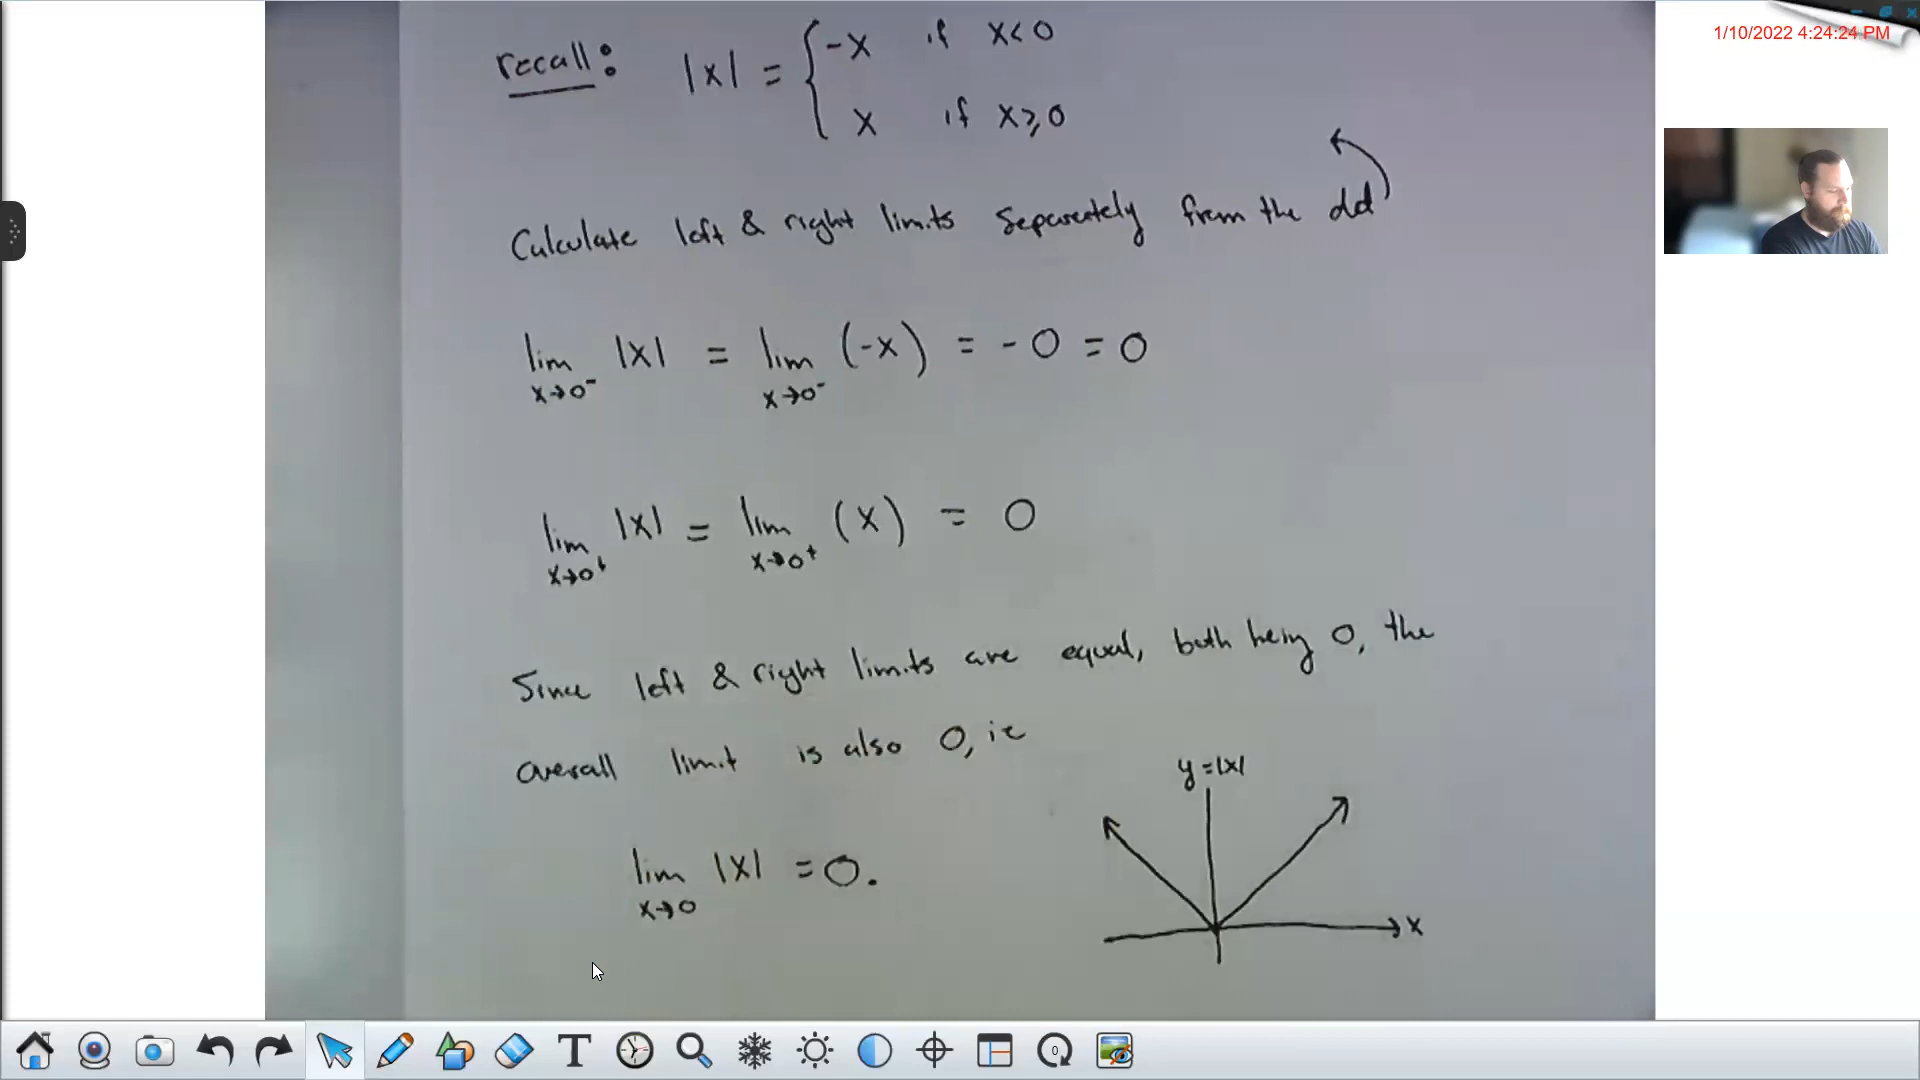 1/10/2022 4:24:24 PM
recall: |x| = { -x if x<0
x if x≥0
Calculate left & right limits separately from the def
lim x→0⁻ |x| = lim x→0⁻ (-x) = -0 = 0
lim x→0⁺ |x| = lim x→0⁺ (x) = 0
Since left & right limits are equal, both being 0, the
overall limit is also 0, ie
lim x→0 |x| = 0.
y=|x|
x
T
0